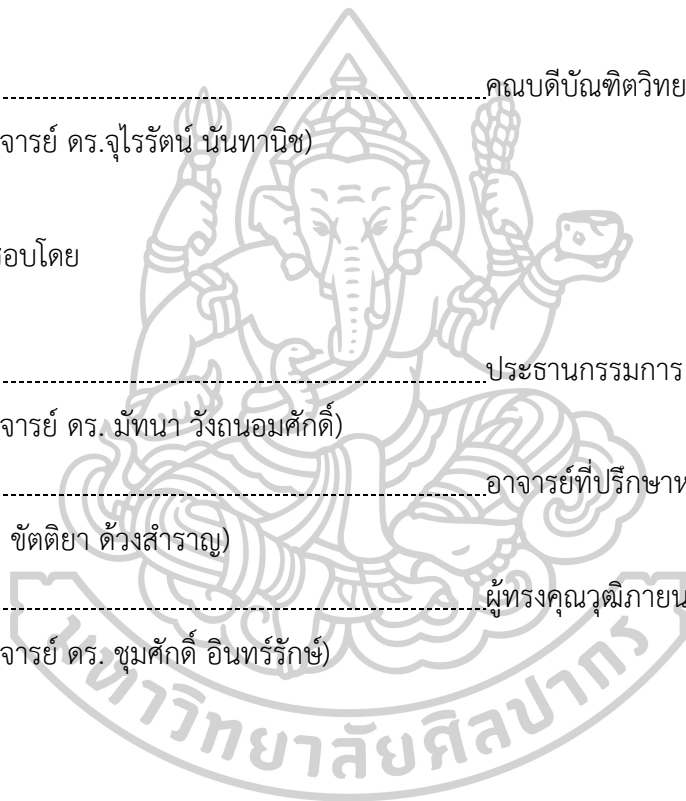 คณบดีบัณฑิตวิทย
จารย์ ดร.จุไรรัตน์ นันทานิช)
อบโดย
ประธานกรรมการ
จารย์ ดร. มัทนา วังถนอมศักดิ์)
อาจารย์ที่ปรึกษาห
ขัตติยา ด้วงสำราญ)
ผู้ทรงคุณวุฒิภายน
จารย์ ดร. ชุมศักดิ์ อินทร์รักษ์)
มหาวิทยาลัยศิลปากร